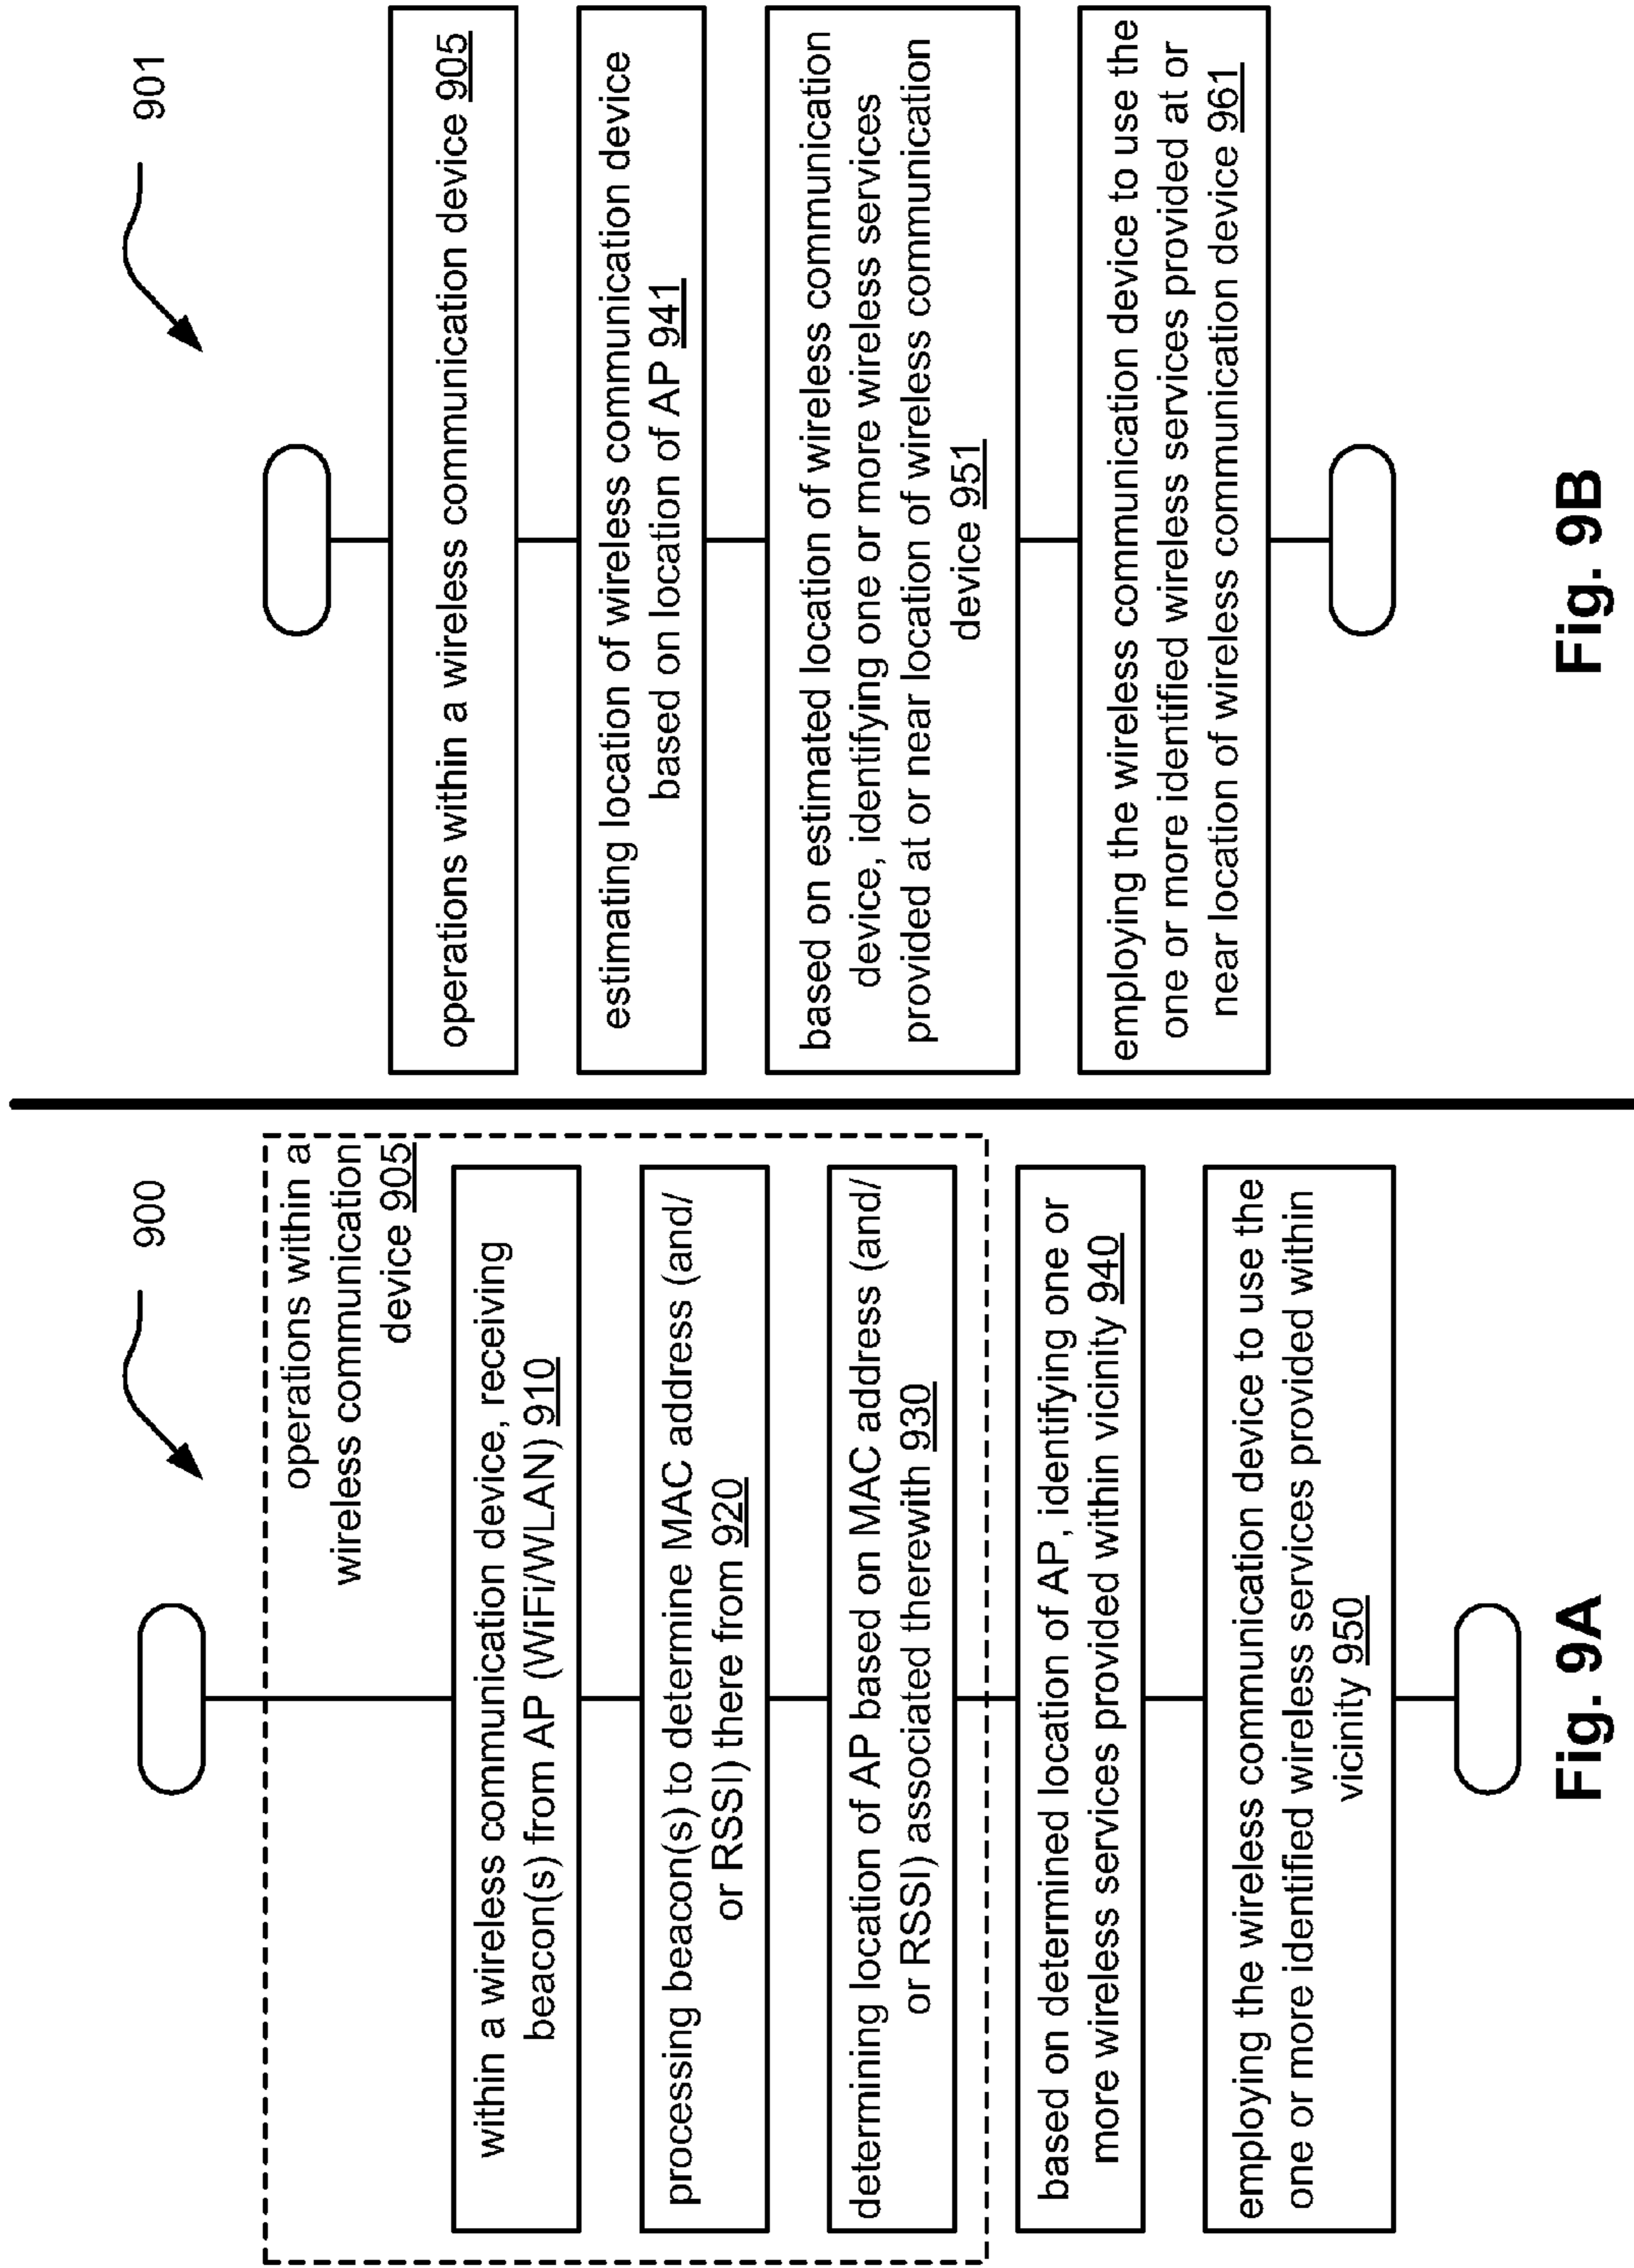 900
operations within a
wireless communication
device 905
within a wireless communication device, receiving
beacon(s) from AP (WiFi/WLAN) 910
processing beacon(s) to determine MAC address (and/
or RSSI) there from 920
determining location of AP based on MAC address (and/
or RSSI) associated therewith 930
based on determined location of AP, identifying one or
more wireless services provided within vicinity 940
employing the wireless communication device to use the
one or more identified wireless services provided within
vicinity 950
Fig. 9A
901
operations within a wireless communication device 905
estimating location of wireless communication device
based on location of AP 941
based on estimated location of wireless communication
device, identifying one or more wireless services
provided at or near location of wireless communication
device 951
employing the wireless communication device to use the
one or more identified wireless services provided at or
near location of wireless communication device 961
Fig. 9B